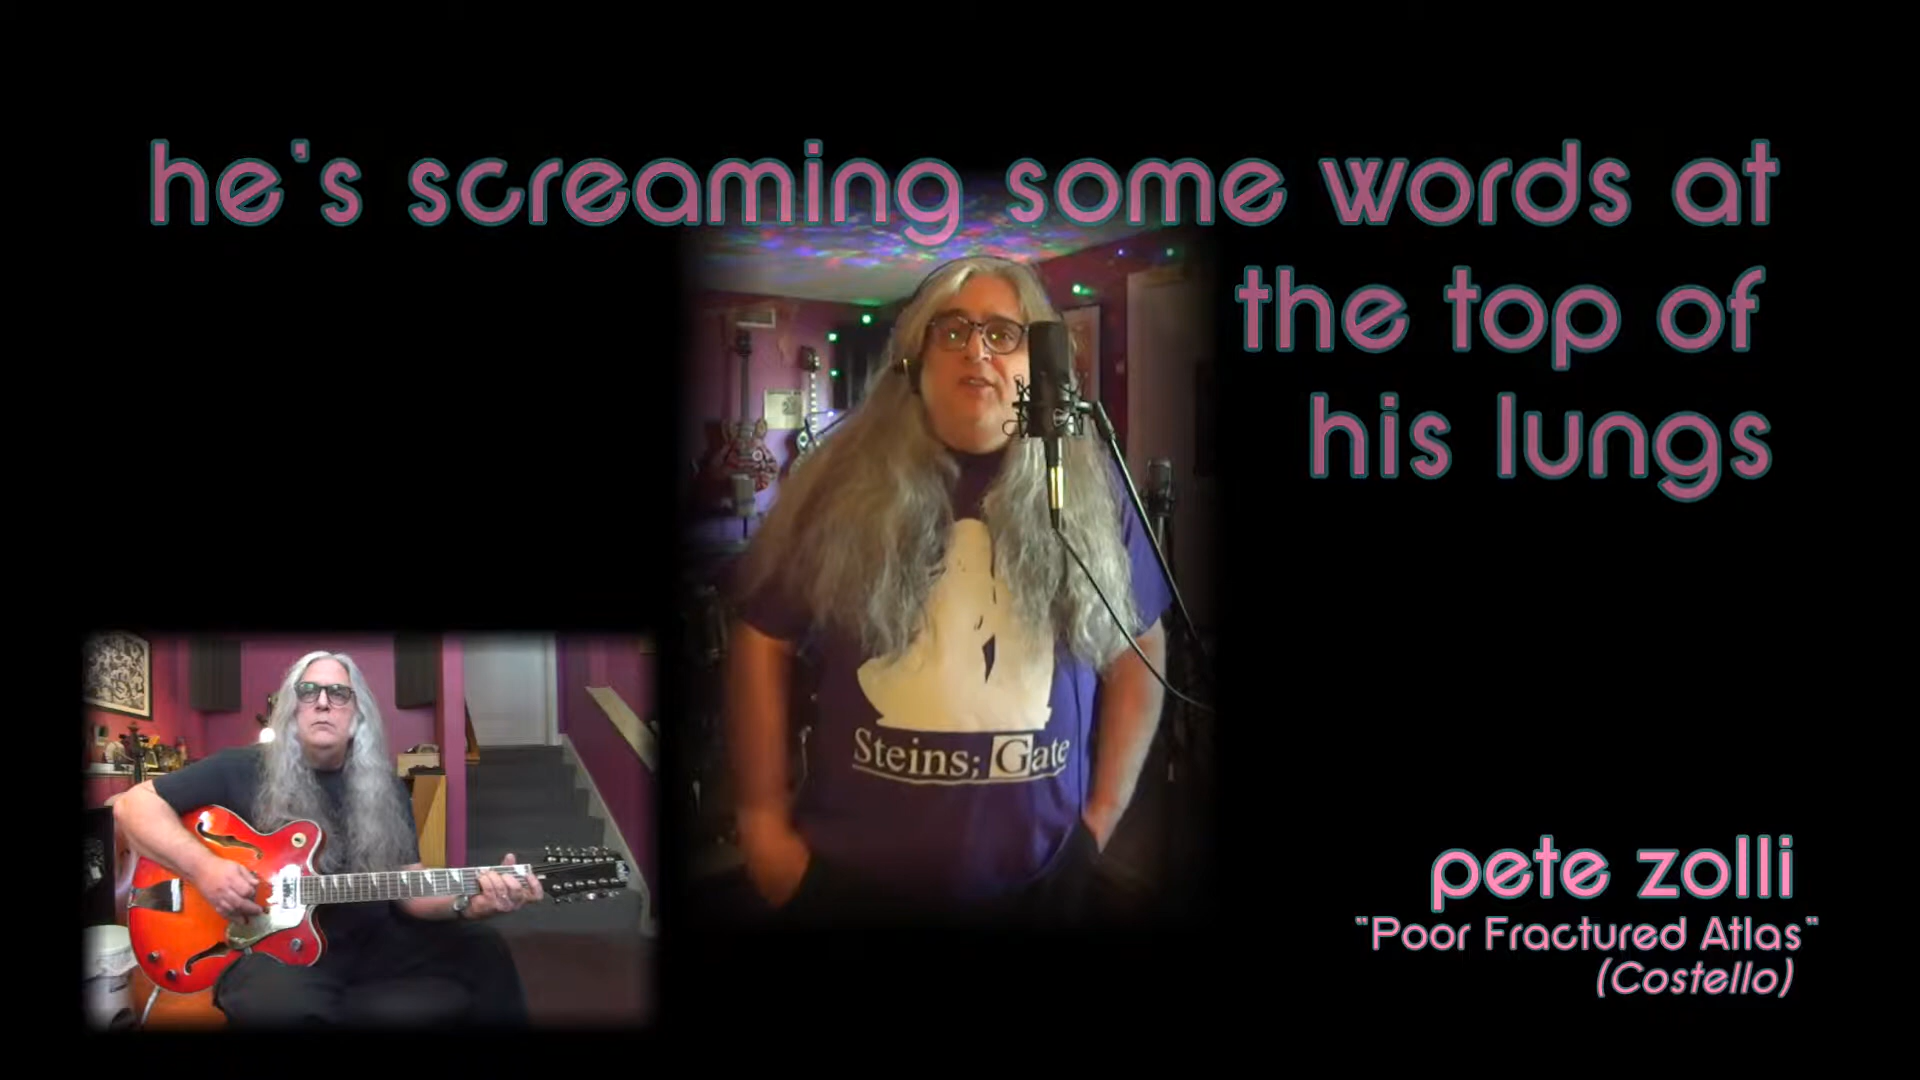 he's screaming some words at
the top of
his lungs
Steins; Gate
pete zolli
"Poor Fractured Atlas"
(Costello)